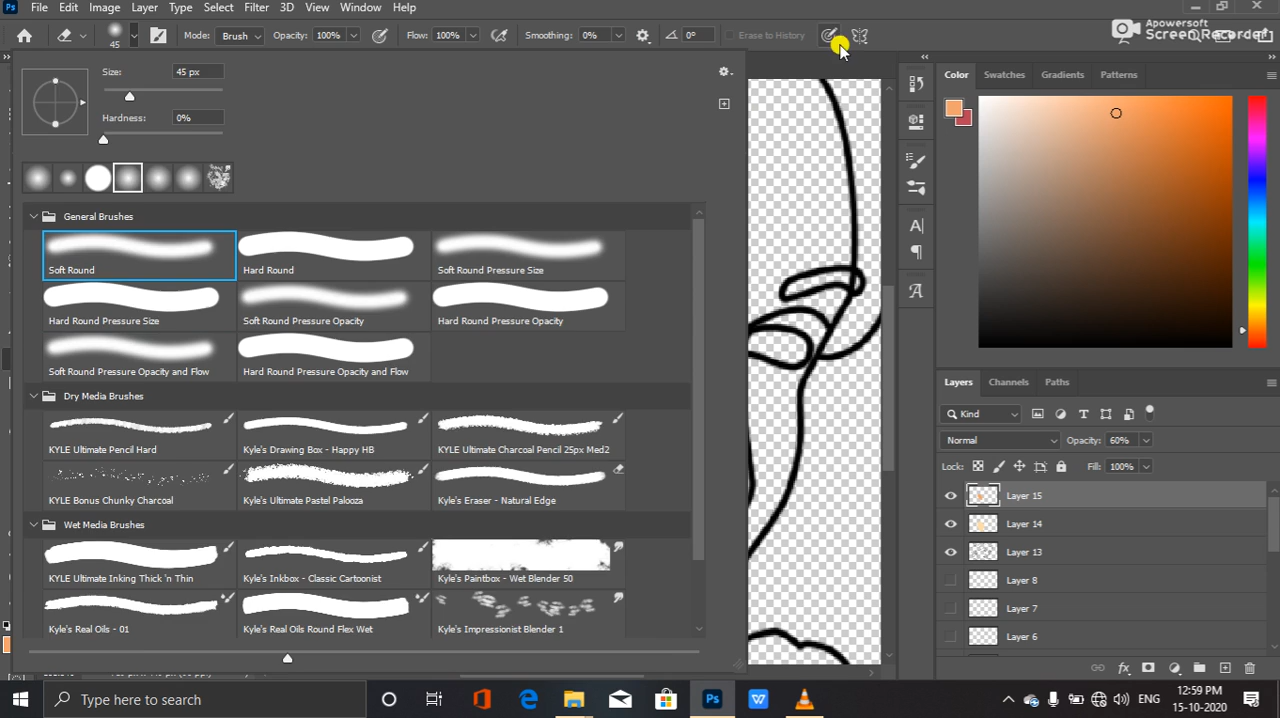 Ps File Edit Image Layer Type Select Filter 3D View Window Help
Apowersoft
Screen Recorder
45 Mode: Brush Opacity: 100% Flow: 100% Smoothing: 0% 0° Erase to History
Size: 45 px
Hardness: 0%
General Brushes
Soft Round Hard Round Soft Round Pressure Size
Hard Round Pressure Size Soft Round Pressure Opacity Hard Round Pressure Opacity
Soft Round Pressure Opacity and Flow Hard Round Pressure Opacity and Flow
Dry Media Brushes
KYLE Ultimate Pencil Hard Kyle's Drawing Box - Happy HB KYLE Ultimate Charcoal Pencil 25px Med2
KYLE Bonus Chunky Charcoal Kyle's Ultimate Pastel Palooza Kyle's Eraser - Natural Edge
Wet Media Brushes
KYLE Ultimate Inking Thick 'n Thin Kyle's Inkbox - Classic Cartoonist Kyle's Paintbox - Wet Blender 50
Kyle's Real Oils - 01 Kyle's Real Oils Round Flex Wet Kyle's Impressionist Blender 1
Color Swatches Gradients Patterns
Layers Channels Paths
Kind
Normal Opacity: 60%
Lock: Fill: 100%
Layer 15
Layer 14
Layer 13
Layer 8
Layer 7
Layer 6
Type here to search
Ps
ENG
12:59 PM
15-10-2020